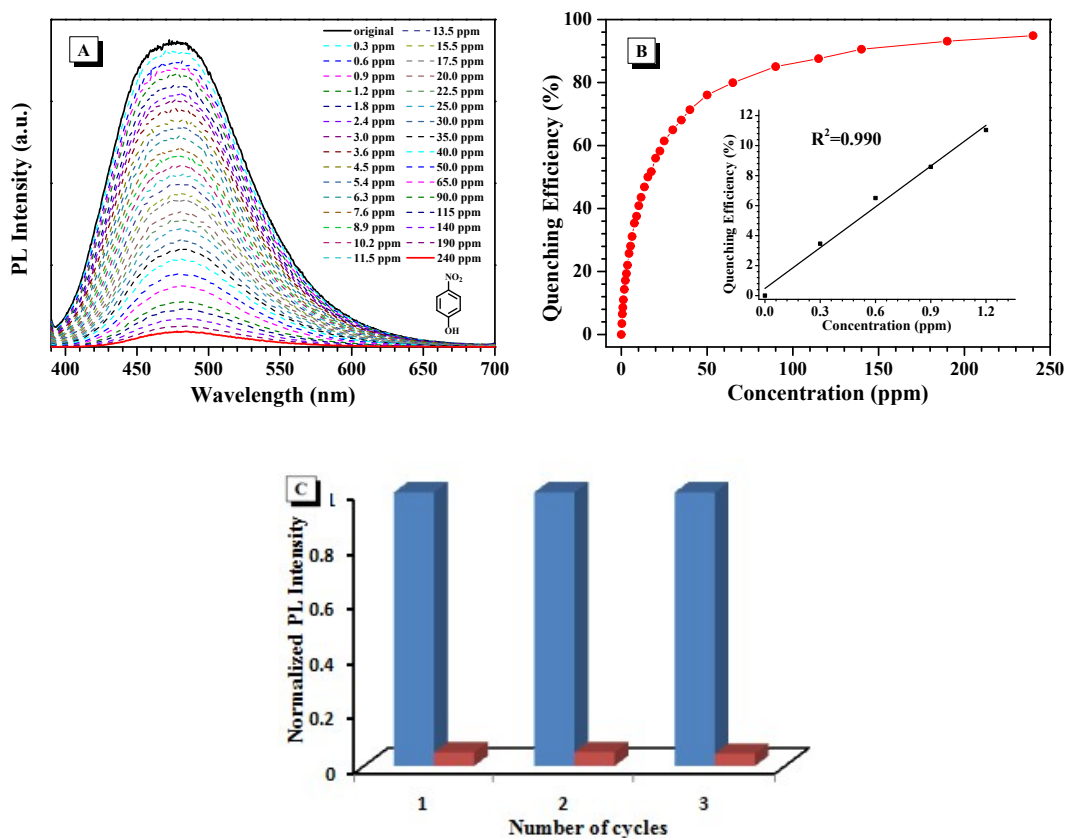 A
PL Intensity (a.u.)
original
0.3 ppm
0.6 ppm
0.9 ppm
1.2 ppm
1.8 ppm
2.4 ppm
3.0 ppm
3.6 ppm
4.5 ppm
5.4 ppm
6.3 ppm
7.6 ppm
8.9 ppm
10.2 ppm
11.5 ppm
13.5 ppm
15.5 ppm
17.5 ppm
20.0 ppm
22.5 ppm
25.0 ppm
30.0 ppm
35.0 ppm
40.0 ppm
50.0 ppm
65.0 ppm
90.0 ppm
115 ppm
140 ppm
190 ppm
240 ppm
NO2
OH
400 450 500 550 600 650 700
Wavelength (nm)
B
Quenching Efficiency (%)
100
80
60
40
20
0
0 50 100 150 200 250
Concentration (ppm)
R²=0.990
Quenching Efficiency (%)
12
10
8
6
4
2
0
0.0 0.3 0.6 0.9 1.2
Concentration (ppm)
C
Normalized PL Intensity
1
0.8
0.6
0.4
0.2
0
1 2 3
Number of cycles